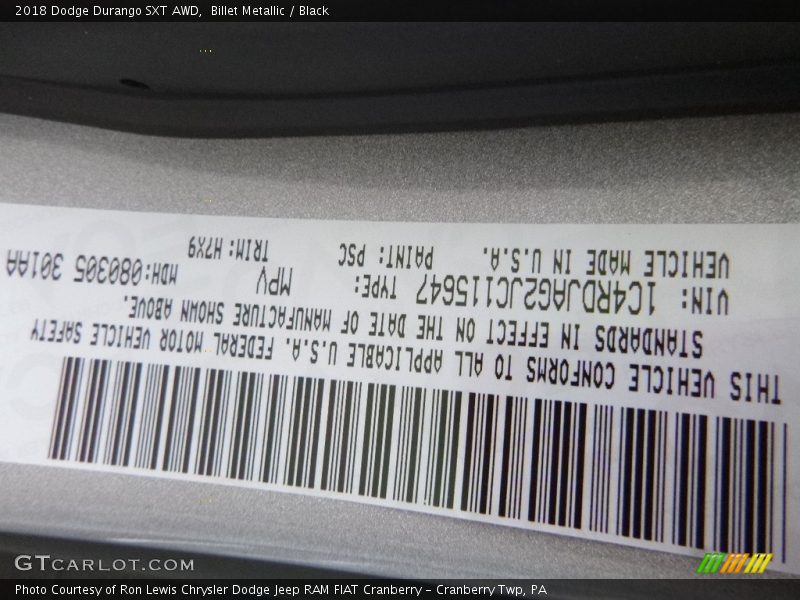 2018 Dodge Durango SXT AWD,  Billet Metallic / Black
THIS VEHICLE CONFORMS TO ALL APPLICABLE U.S.A. FEDERAL MOTOR VEHICLE SAFETY
STANDARDS IN EFFECT ON THE DATE OF MANUFACTURE SHOWN ABOVE.
VIN: 1C4RDJAG2JC115647 TYPE: MPV MDH:080305 301AA
VEHICLE MADE IN U.S.A. PAINT: PSC TRIM: H7X9
GTCARLOT.COM
Photo Courtesy of Ron Lewis Chrysler Dodge Jeep RAM FIAT Cranberry – Cranberry Twp, PA